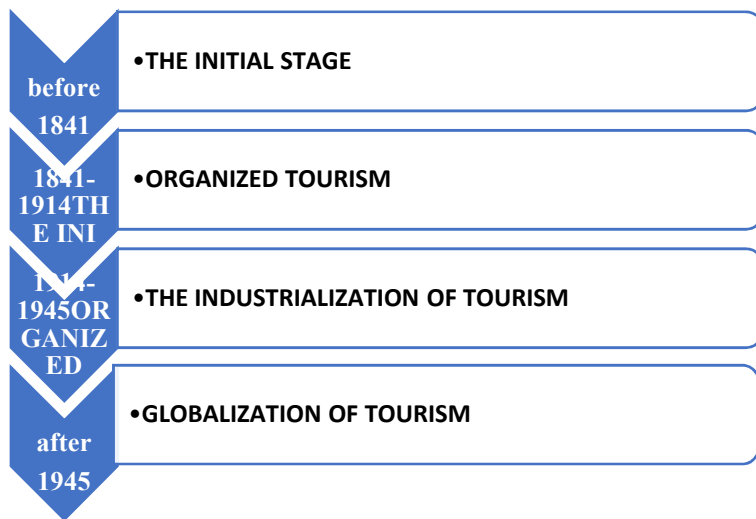 before
1841
•THE INITIAL STAGE
1841-
1914TH
E INI
•ORGANIZED TOURISM
1914-
1945OR
GANIZ
ED
•THE INDUSTRIALIZATION OF TOURISM
after
1945
•GLOBALIZATION OF TOURISM